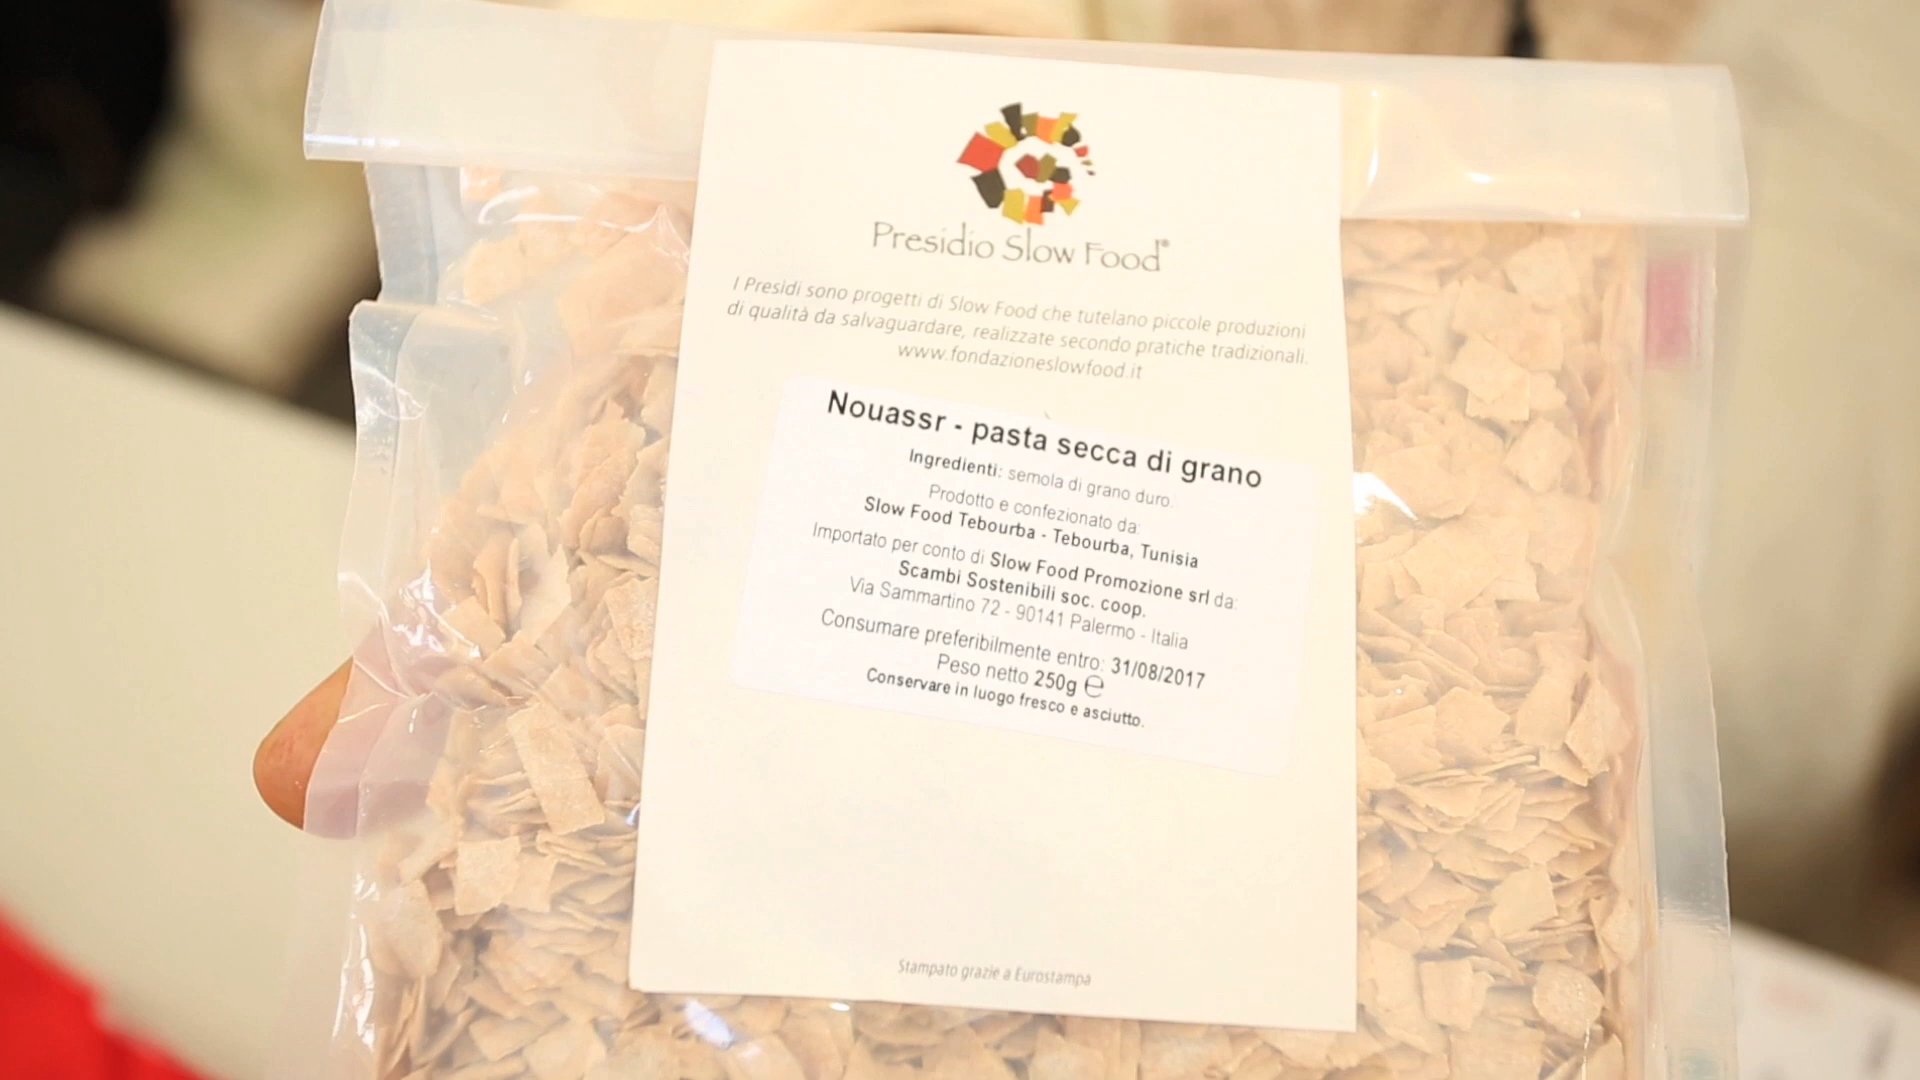 Presidio Slow Food®
I Presìdi sono progetti di Slow Food che tutelano piccole produzioni
di qualità da salvaguardare, realizzate secondo pratiche tradizionali.
www.fondazioneslowfood.it
Nouassr - pasta secca di grano
Ingredienti: semola di grano duro.
Prodotto e confezionato da:
Slow Food Tebourba - Tebourba, Tunisia
Importato per conto di Slow Food Promozione srl da:
Scambi Sostenibili soc. coop.
Via Sammartino 72 - 90141 Palermo - Italia
Consumare preferibilmente entro: 31/08/2017
Peso netto 250g ℮
Conservare in luogo fresco e asciutto.
Stampato grazie a Eurostampa